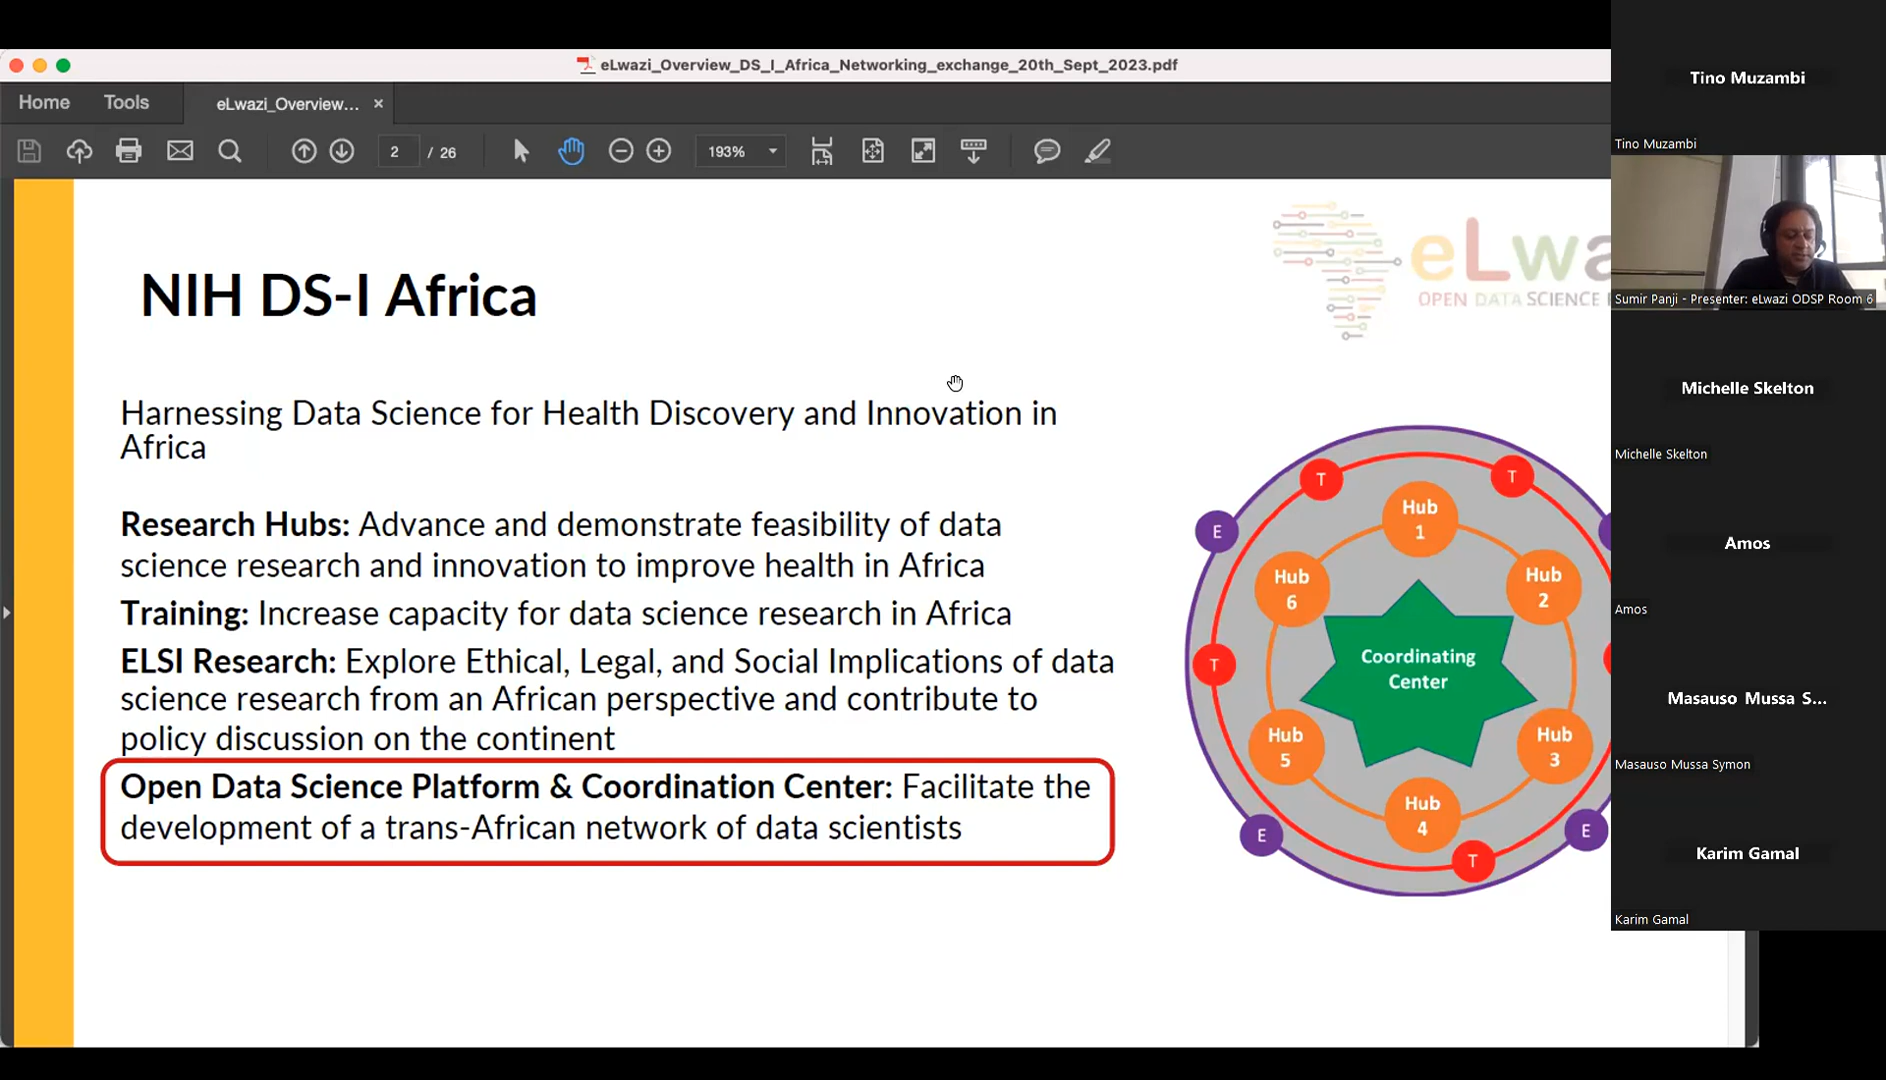 eLwazi_Overview_DS_I_Africa_Networking_exchange_20th_Sept_2023.pdf
Home
Tools
eLwazi_Overview...
2
/ 26
193%
NIH DS-I Africa
eLwa
OPEN DATA SCIENCE
Harnessing Data Science for Health Discovery and Innovation in
Africa
Research Hubs: Advance and demonstrate feasibility of data
science research and innovation to improve health in Africa
Training: Increase capacity for data science research in Africa
ELSI Research: Explore Ethical, Legal, and Social Implications of data
science research from an African perspective and contribute to
policy discussion on the continent
Open Data Science Platform & Coordination Center: Facilitate the
development of a trans-African network of data scientists
T
T
E
Hub
1
Hub
6
Hub
2
T
Coordinating
Center
Hub
5
Hub
3
Hub
4
E
E
T
Tino Muzambi
Tino Muzambi
Sumir Panji - Presenter: eLwazi ODSP Room 6
Michelle Skelton
Michelle Skelton
Amos
Amos
Masauso Mussa S...
Masauso Mussa Symon
Karim Gamal
Karim Gamal